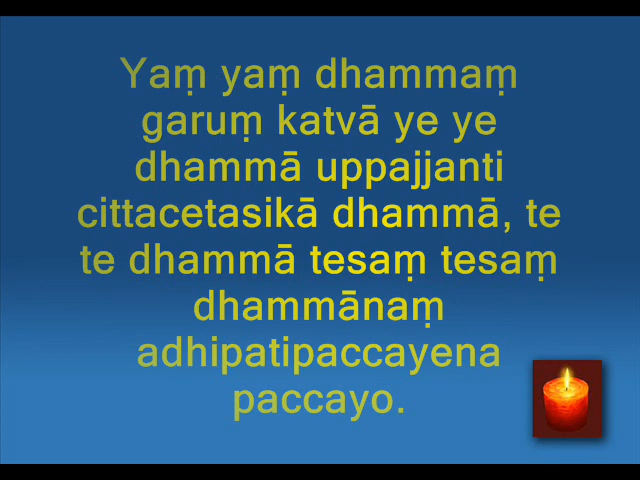 Yaṃ yaṃ dhammaṃ
garuṃ katvā ye ye
dhammā uppajjanti
cittacetasikā dhammā, te
te dhammā tesaṃ tesaṃ
dhammānaṃ
adhipatipaccayena
paccayo.